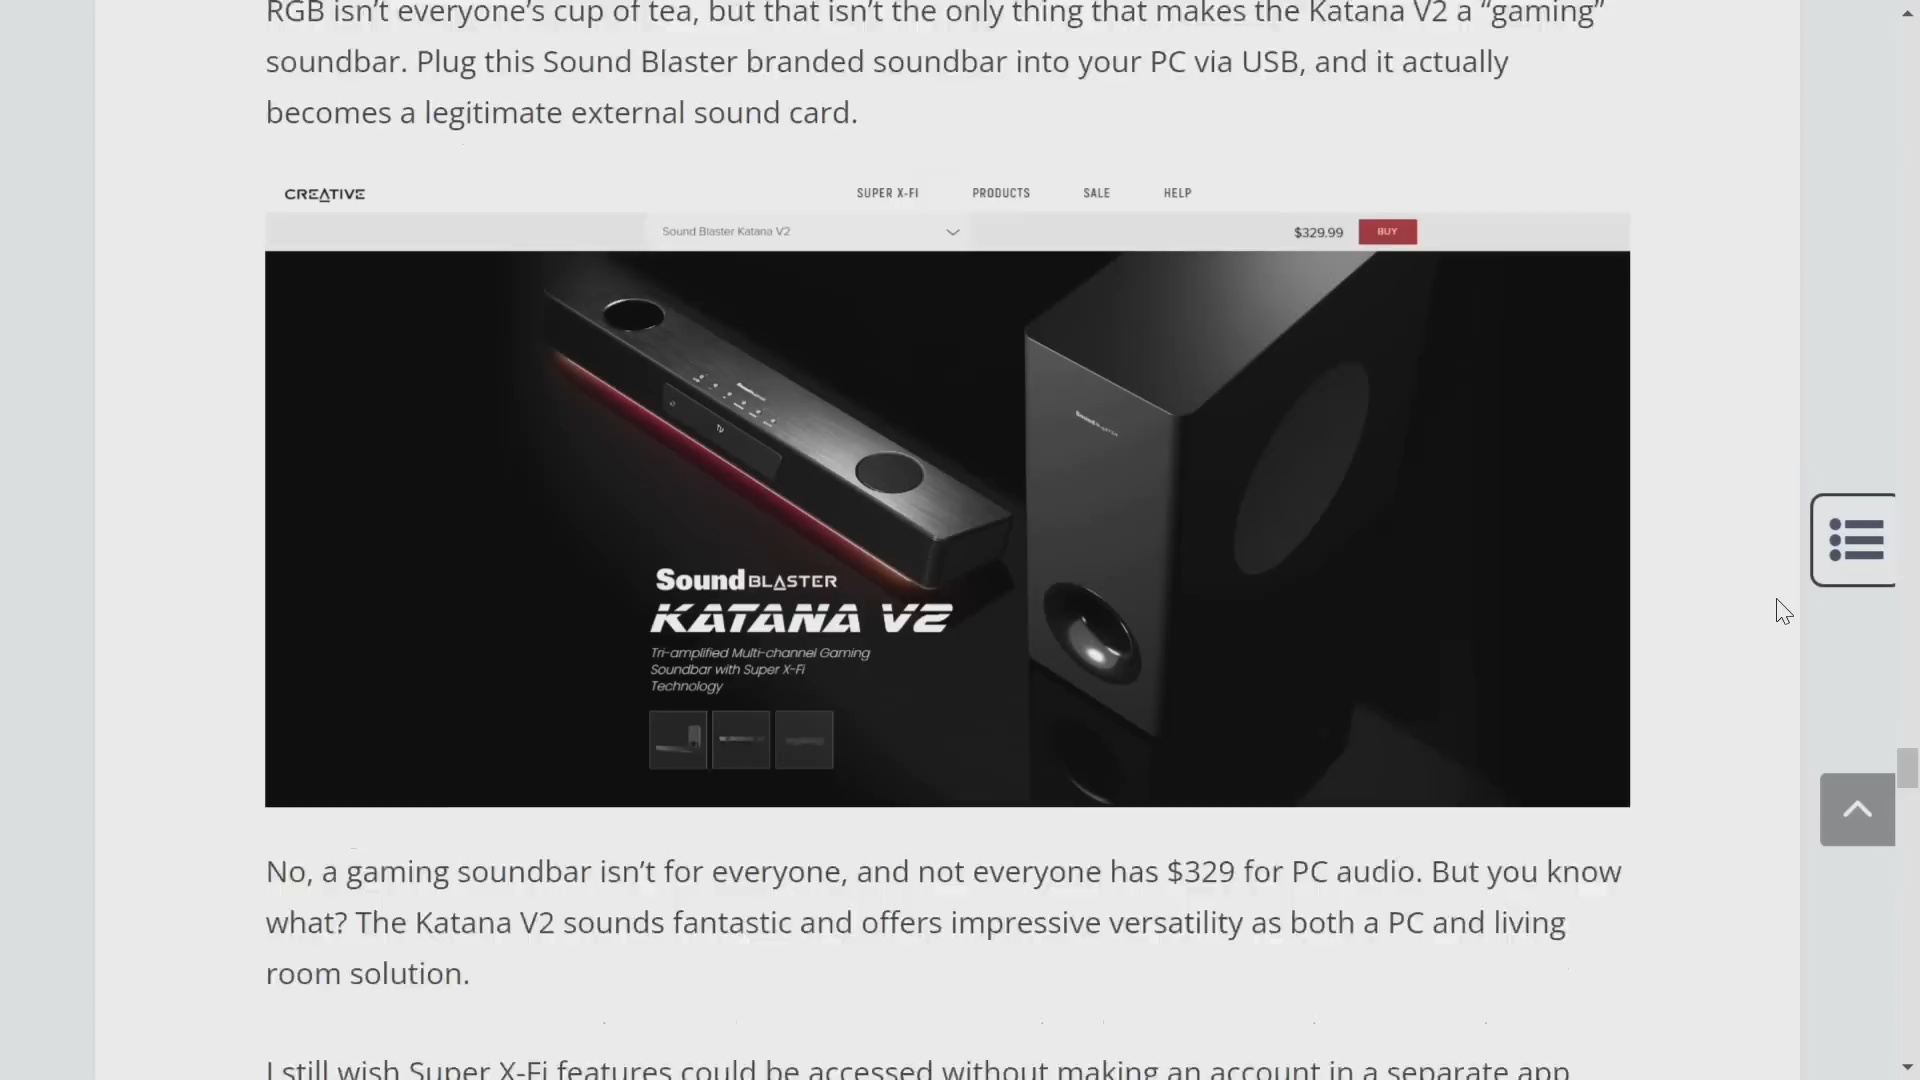 RGB isn’t everyone’s cup of tea, but that isn’t the only thing that makes the Katana V2 a “gaming”
soundbar. Plug this Sound Blaster branded soundbar into your PC via USB, and it actually
becomes a legitimate external sound card.
CREATIVE
SUPER X-FI PRODUCTS SALE HELP
Sound Blaster Katana V2
$329.99 BUY
TV
Sound BLASTER
Sound BLASTER
KATANA V2
Tri-amplified Multi-channel Gaming
Soundbar with Super X-Fi
Technology
No, a gaming soundbar isn’t for everyone, and not everyone has $329 for PC audio. But you know
what? The Katana V2 sounds fantastic and offers impressive versatility as both a PC and living
room solution.
I still wish Super X-Fi features could be accessed without making an account in a separate app